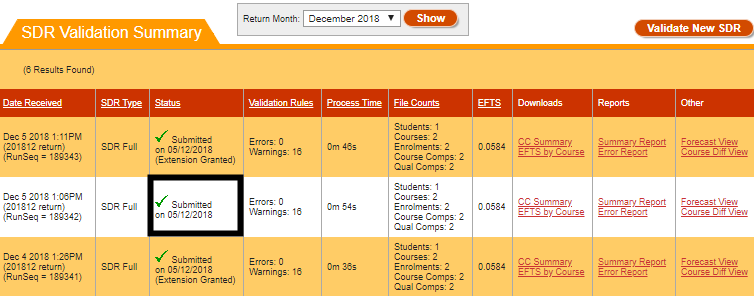 Return Month: December 2018 Show
SDR Validation Summary
Validate New SDR
(6 Results Found)
Date Received SDR Type Status Validation Rules Process Time File Counts EFTS Downloads Reports Other
Dec 5 2018 1:11PM
(201812 return)
(RunSeq = 189343)
SDR Full
Submitted
on 05/12/2018
(Extension Granted)
Errors: 0
Warnings: 16
0m 46s
Students: 1
Courses: 2
Enrolments: 2
Course Comps: 2
Qual Comps: 2
0.0584
CC Summary
EFTS by Course
Summary Report
Error Report
Forecast View
Course Diff View
Dec 5 2018 1:06PM
(201812 return)
(RunSeq = 189342)
SDR Full
Submitted
on 05/12/2018
Errors: 0
Warnings: 16
0m 54s
Students: 1
Courses: 2
Enrolments: 2
Course Comps: 2
Qual Comps: 2
0.0584
CC Summary
EFTS by Course
Summary Report
Error Report
Forecast View
Course Diff View
Dec 4 2018 1:26PM
(201812 return)
(RunSeq = 189341)
SDR Full
Submitted
on 05/12/2018
(Extension Granted)
Errors: 0
Warnings: 16
0m 36s
Students: 1
Courses: 2
Enrolments: 2
Course Comps: 2
Qual Comps: 2
0.0584
CC Summary
EFTS by Course
Summary Report
Error Report
Forecast View
Course Diff View